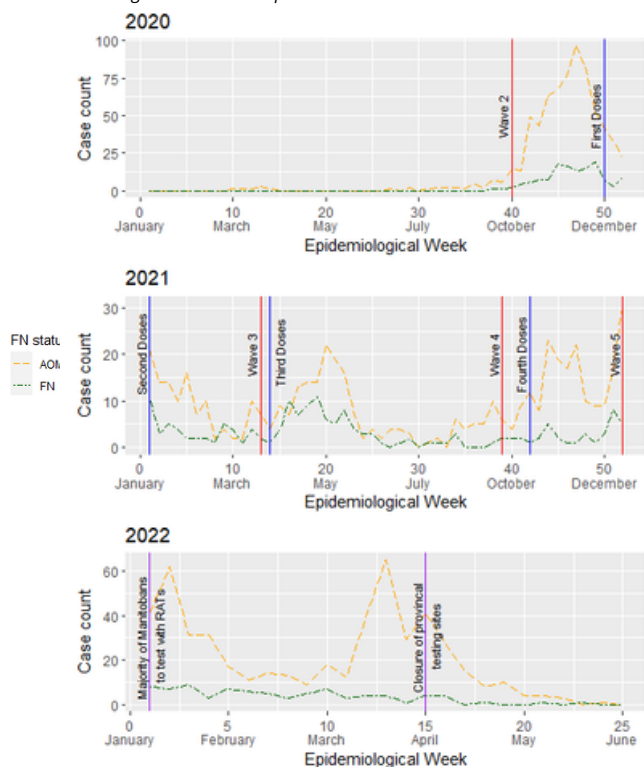 2020
100
75
50
25
0
Case count
Wave 2
First Doses
0 10 20 30 40 50
January March May July October December
Epidemiological Week
2021
FN statu
AOM
FN
30
20
10
0
Case count
Second Doses
Wave 3
Third Doses
Wave 4
Fourth Doses
Wave 5
0 10 20 30 40 50
January March May July October December
Epidemiological Week
2022
60
40
20
0
Case count
Majority of Manitobans
to test with RATs
Closure of provincal
testing sites
0 5 10 15 20 25
January February March April May June
Epidemiological Week